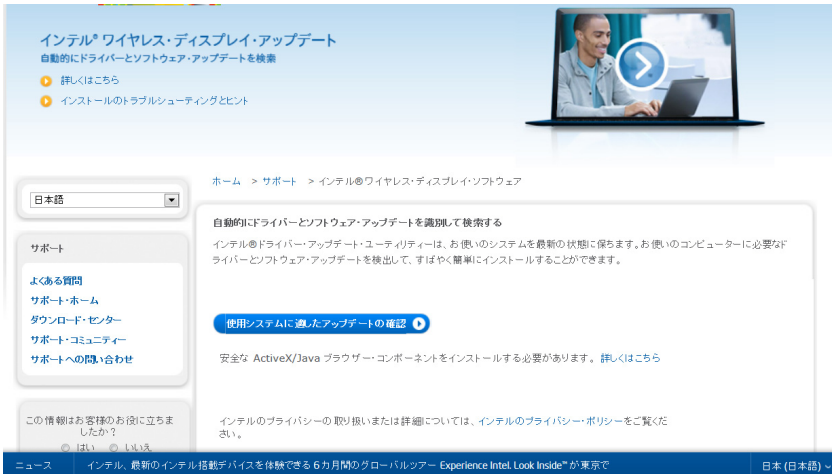 インテル® ワイヤレス・ディスプレイ・アップデート
自動的にドライバーとソフトウェア・アップデートを検索
詳しくはこちら
インストールのトラブルシューティングとヒント
ホーム > サポート > インテル®ワイヤレス・ディスプレイ・ソフトウェア
日本語
自動的にドライバーとソフトウェア・アップデートを識別して検索する
インテル®ドライバー・アップデート・ユーティリティーは、お使いのシステムを最新の状態に保ちます。お使いのコンピューターに必要なド
ライバーとソフトウェア・アップデートを検出して、すばやく簡単にインストールすることができます。
サポート
よくある質問
サポート・ホーム
ダウンロード・センター
サポート・コミュニティー
サポートへの問い合わせ
使用システムに適したアップデートの確認
安全な ActiveX/Java ブラウザー・コンポーネントをインストールする必要があります。 詳しくはこちら
この情報はお客様のお役に立ちま
したか?
はい いいえ
インテルのプライバシーの取り扱いまたは詳細については、インテルのプライバシー・ポリシーをご覧くだ
さい。
ニュース インテル、最新のインテル搭載デバイスを体験できる 6 カ月間のグローバルツアー Experience Intel. Look Inside™ が東京で 日本 (日本語)